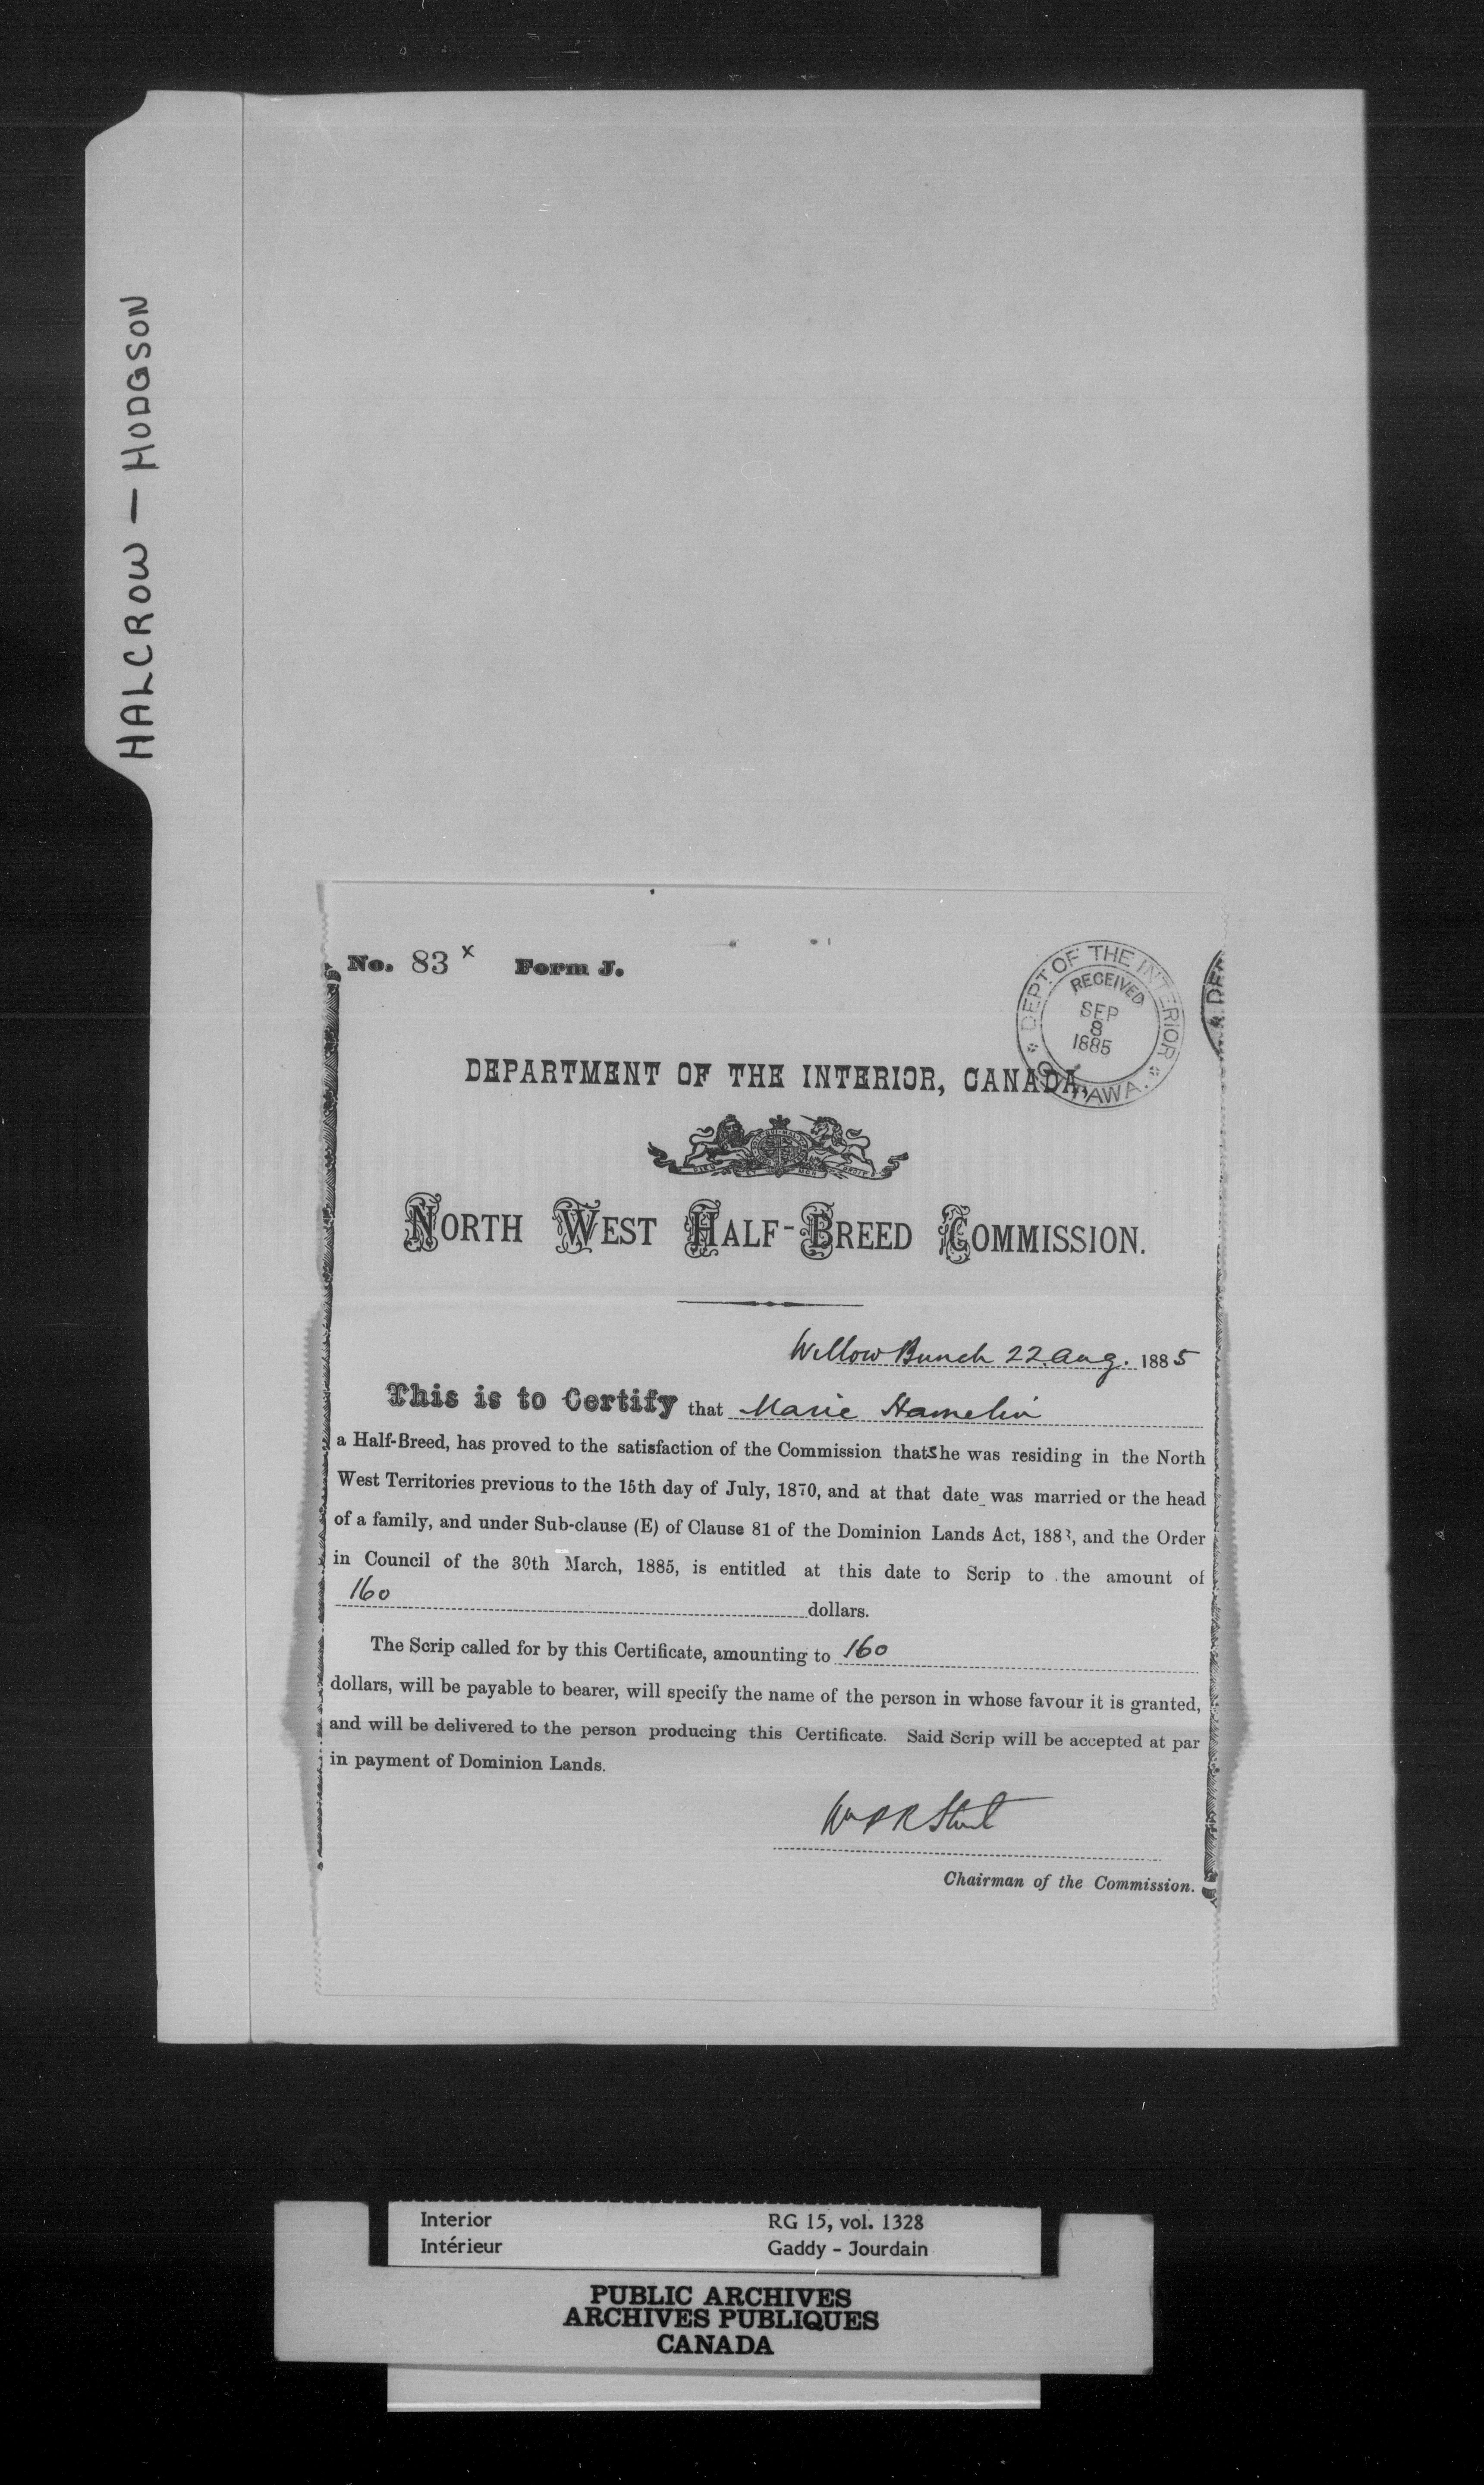 HALCROW — HODGSON
No. 83 x Form J.
DEPT. OF THE INTERIOR
RECEIVED
SEP
8
1885
DEPARTMENT OF THE INTERIOR, CANADA,
NORTH WEST HALF-BREED COMMISSION.
Willow Bunch 22 Aug. 1885
This is to Certify that Marie Hamelin
a Half-Breed, has proved to the satisfaction of the Commission that she was residing in the North
West Territories previous to the 15th day of July, 1870, and at that date was married or the head
of a family, and under Sub-clause (E) of Clause 81 of the Dominion Lands Act, 1883, and the Order
in Council of the 30th March, 1885, is entitled at this date to Scrip to the amount of
160 dollars.
The Scrip called for by this Certificate, amounting to 160
dollars, will be payable to bearer, will specify the name of the person in whose favour it is granted,
and will be delivered to the person producing this Certificate. Said Scrip will be accepted at par
in payment of Dominion Lands.
Wm P R Street
Chairman of the Commission.
Interior RG 15, vol. 1328
Intérieur Gaddy - Jourdain
PUBLIC ARCHIVES
ARCHIVES PUBLIQUES
CANADA